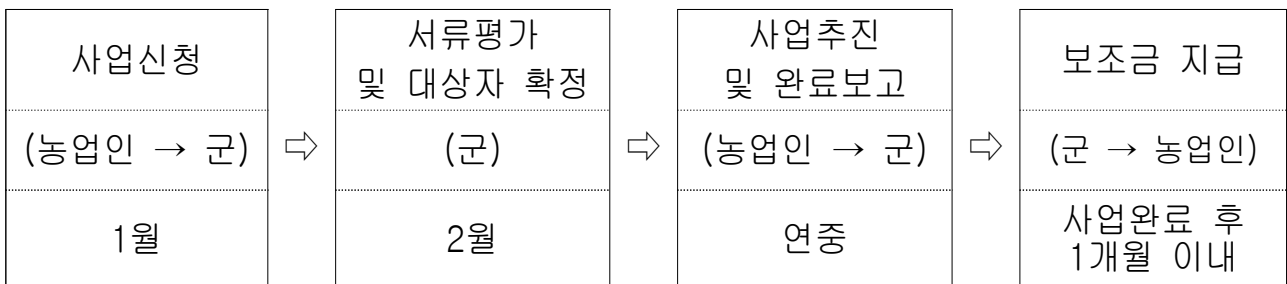 사업신청
(농업인 → 군)
1월
⇨
서류평가
및 대상자 확정
(군)
2월
⇨
사업추진
및 완료보고
(농업인 → 군)
연중
⇨
보조금 지급
(군 → 농업인)
사업완료 후
1개월 이내